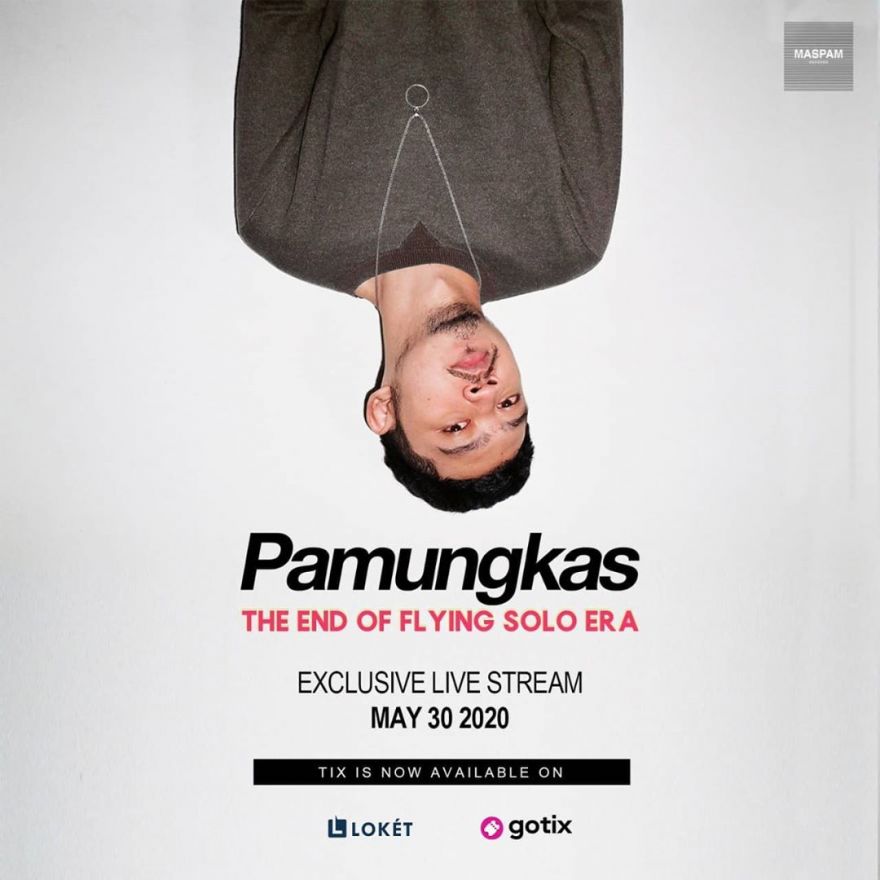 MASPAM
RECORDS
Pamungkas
THE END OF FLYING SOLO ERA
EXCLUSIVE LIVE STREAM
MAY 30 2020
TIX IS NOW AVAILABLE ON
LOKÉT
gotix